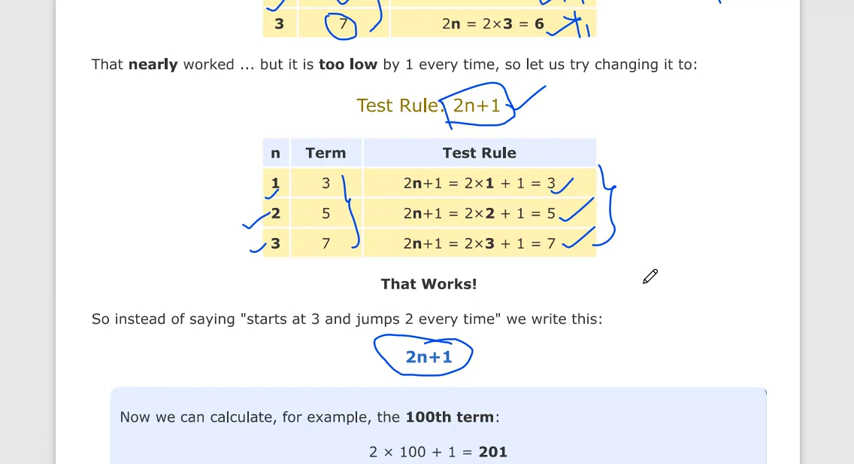 3 7 2n = 2×3 = 6
That nearly worked ... but it is too low by 1 every time, so let us try changing it to:
Test Rule: 2n+1
n Term Test Rule
1 3 2n+1 = 2×1 + 1 = 3
2 5 2n+1 = 2×2 + 1 = 5
3 7 2n+1 = 2×3 + 1 = 7
That Works!
So instead of saying "starts at 3 and jumps 2 every time" we write this:
2n+1
Now we can calculate, for example, the 100th term:
2 × 100 + 1 = 201